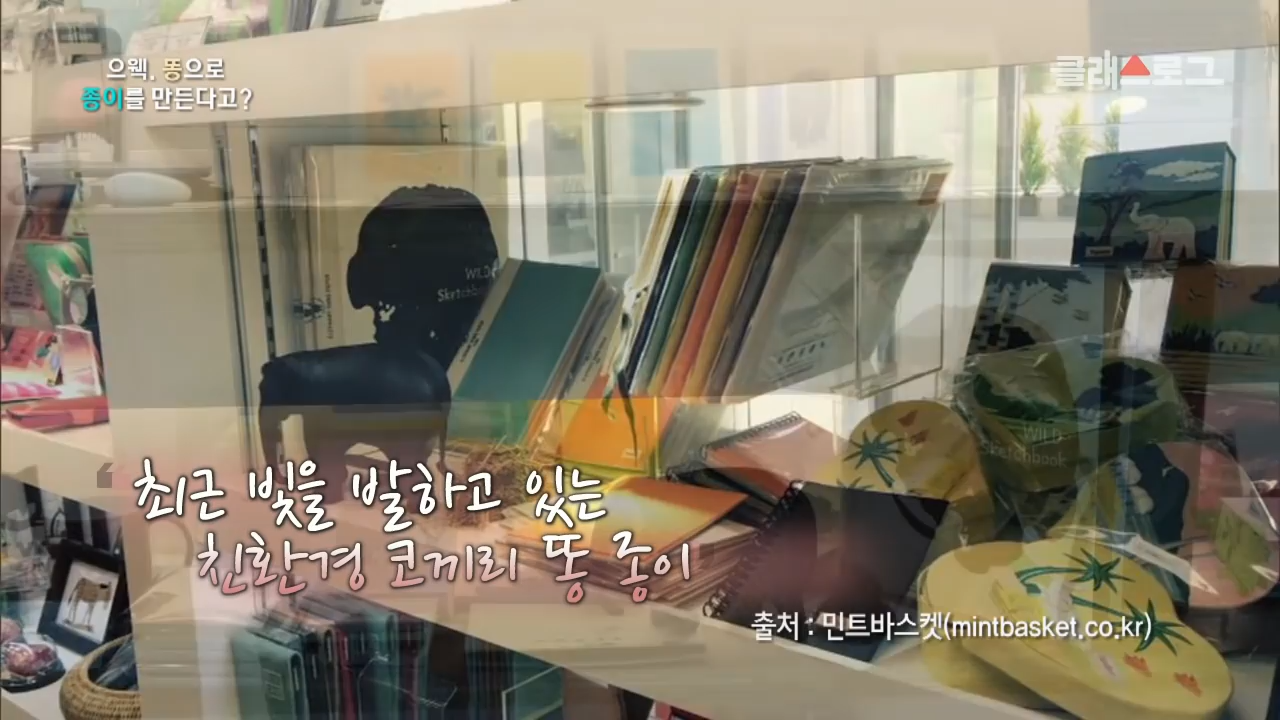 으웩. 똥으로
종이를 만든다고?
클래스로그
WILD
Sketchbook
최근 빛을 발하고 있는
친환경 코끼리 똥 종이
WILD
Sketchbook
출처 : 민트바스켓(mintbasket.co.kr)